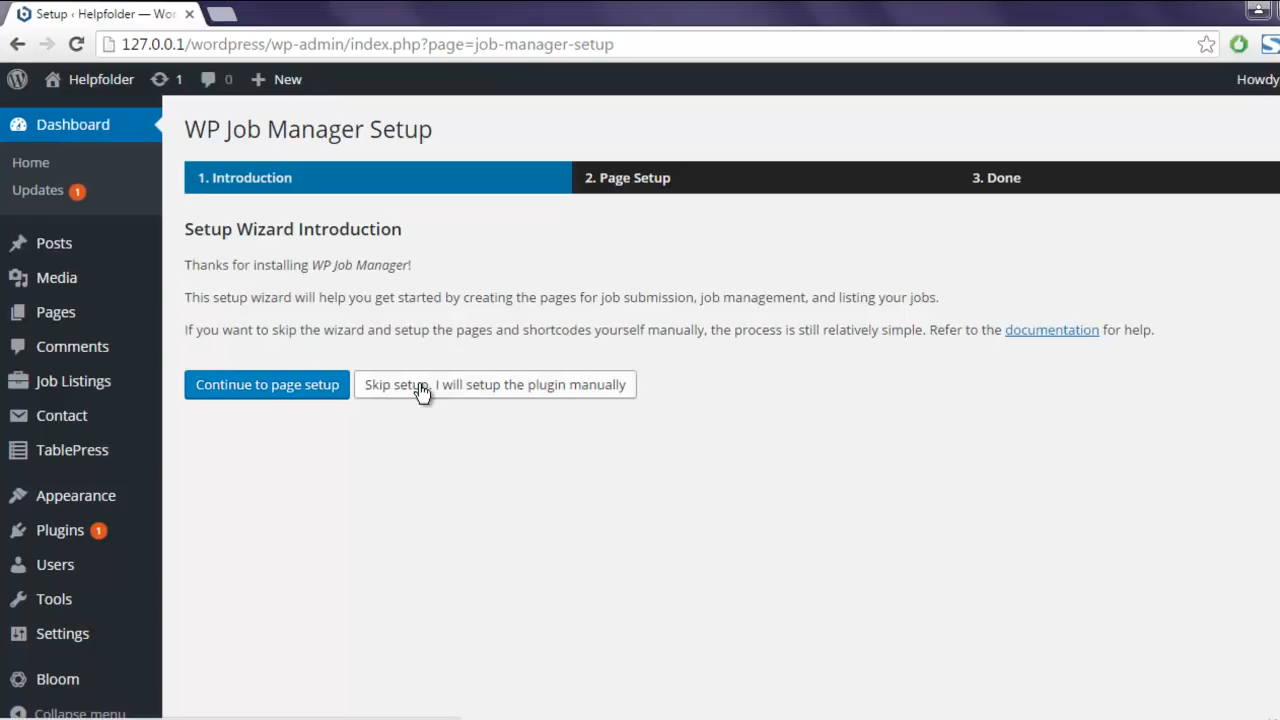 Setup ‹ Helpfolder — Wor
127.0.0.1/wordpress/wp-admin/index.php?page=job-manager-setup
Helpfolder 1 0 New Howdy
Dashboard
Home
Updates 1
Posts
Media
Pages
Comments
Job Listings
Contact
TablePress
Appearance
Plugins 1
Users
Tools
Settings
Bloom
Collapse menu
WP Job Manager Setup
1. Introduction 2. Page Setup 3. Done
Setup Wizard Introduction
Thanks for installing WP Job Manager!
This setup wizard will help you get started by creating the pages for job submission, job management, and listing your jobs.
If you want to skip the wizard and setup the pages and shortcodes yourself manually, the process is still relatively simple. Refer to the documentation for help.
Continue to page setup Skip setup. I will setup the plugin manually